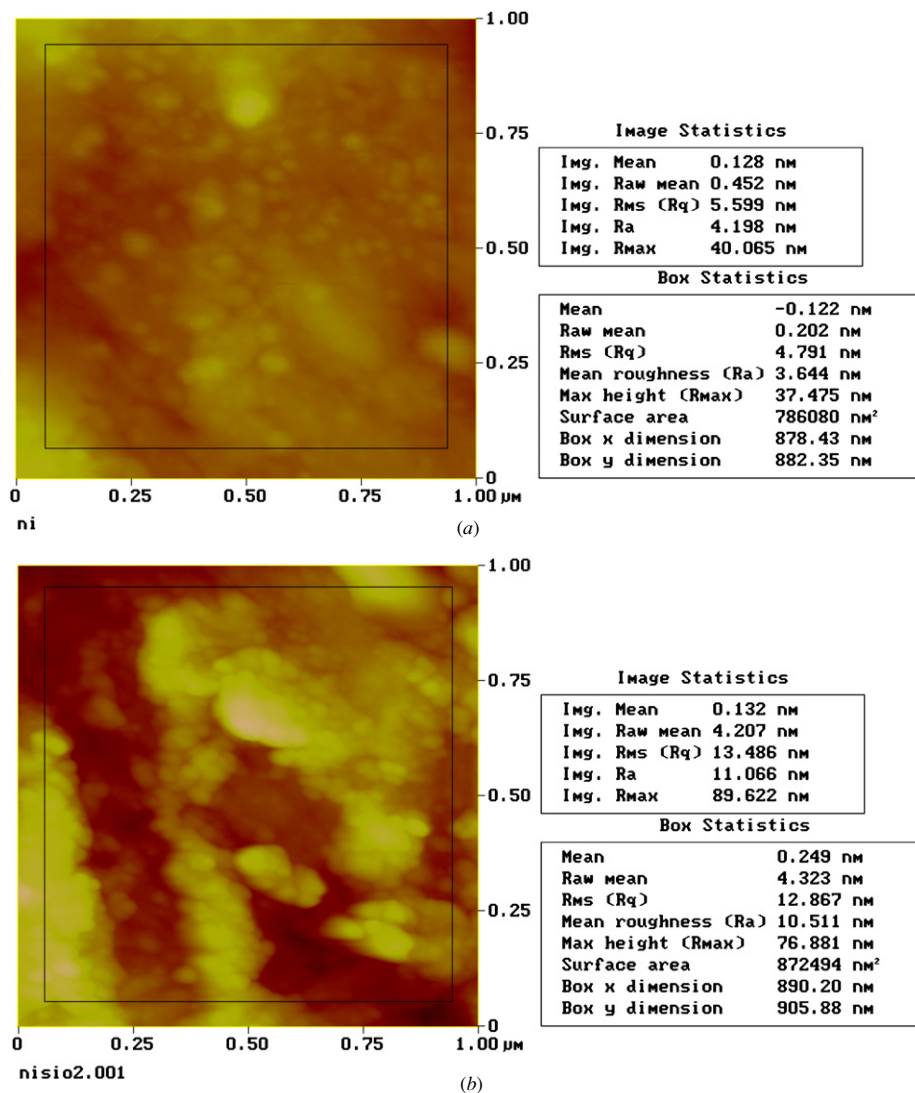 1.00
0.75
Image Statistics
Img. Mean 0.128 nm
Img. Raw mean 0.452 nm
Img. Rms (Rq) 5.599 nm
Img. Ra 4.198 nm
Img. Rmax 40.065 nm
0.50
Box Statistics
Mean -0.122 nm
Raw mean 0.202 nm
Rms (Rq) 4.791 nm
Mean roughness (Ra) 3.644 nm
Max height (Rmax) 37.475 nm
Surface area 786080 nm²
Box x dimension 878.43 nm
Box y dimension 882.35 nm
0.25
0
0 0.25 0.50 0.75 1.00 µm
ni
(a)
1.00
0.75
Image Statistics
Img. Mean 0.132 nm
Img. Raw mean 4.207 nm
Img. Rms (Rq) 13.486 nm
Img. Ra 11.066 nm
Img. Rmax 89.622 nm
0.50
Box Statistics
Mean 0.249 nm
Raw mean 4.323 nm
Rms (Rq) 12.867 nm
Mean roughness (Ra) 10.511 nm
Max height (Rmax) 76.881 nm
Surface area 872494 nm²
Box x dimension 890.20 nm
Box y dimension 905.88 nm
0.25
0
0 0.25 0.50 0.75 1.00 µm
nisio2.001
(b)